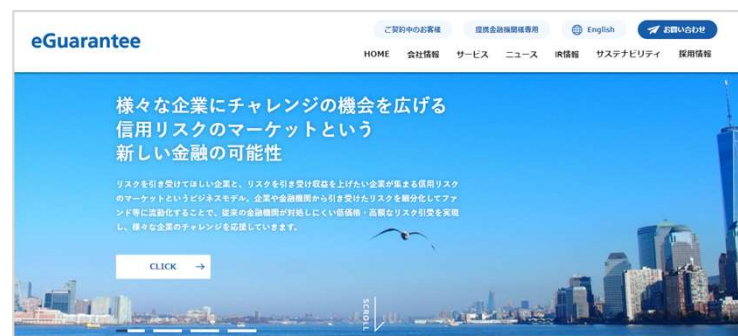 eGuarantee
ご契約中のお客様
提携金融機関様専用
English
お問い合わせ
HOME
会社情報
サービス
ニュース
IR情報
サステナビリティ
採用情報
様々な企業にチャレンジの機会を広げる
信用リスクのマーケットという
新しい金融の可能性
リスクを引き受けてほしい企業と、リスクを引き受け収益を上げたい企業が集まる信用リスク
のマーケットというビジネスモデル。企業や金融機関から引き受けたリスクを細分化してファ
ンド等に流動化することで、従来の金融機関が対処しにくい低価格・高額なリスク引受を実現
し、様々な企業のチャレンジを応援していきます。
CLICK →
SCROLL